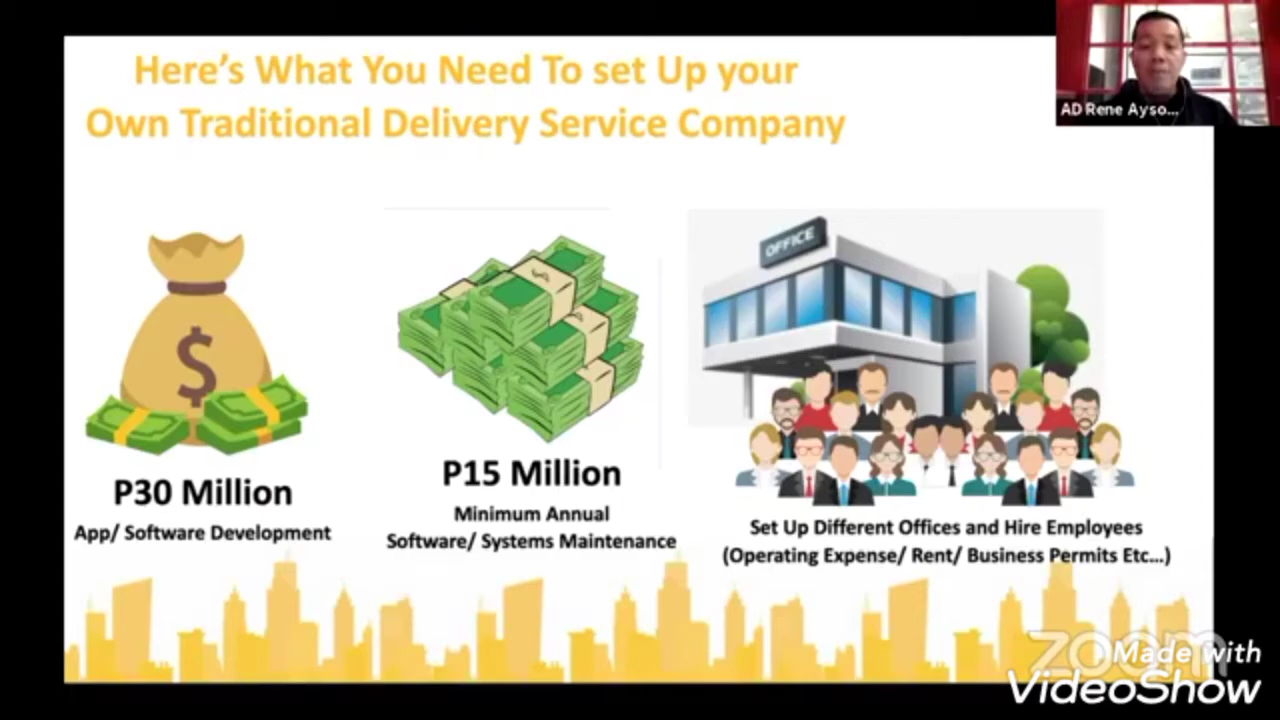 Here's What You Need To set Up your
Own Traditional Delivery Service Company
AD Rene Ayso...
OFFICE
$
P30 Million
App/ Software Development
P15 Million
Minimum Annual
Software/ Systems Maintenance
Set Up Different Offices and Hire Employees
(Operating Expense/ Rent/ Business Permits Etc...)
zoom
Made with
VideoShow